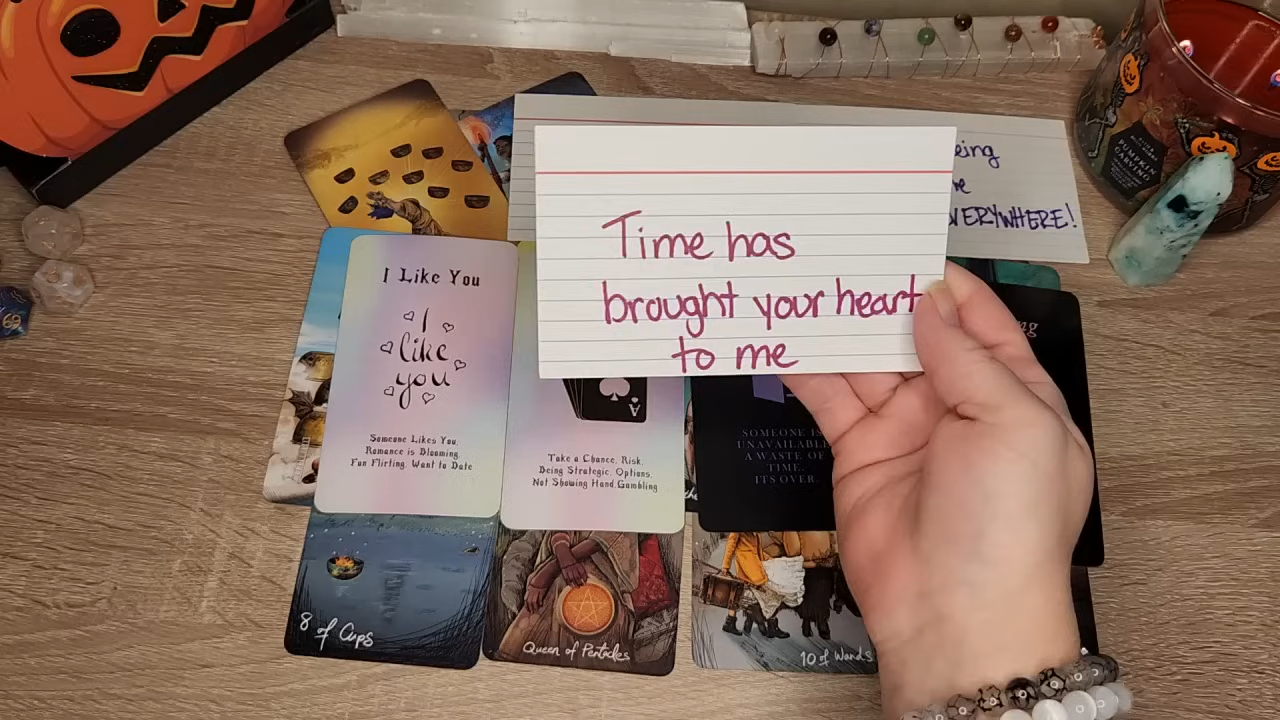 Time has
brought your heart
to me
eing
e
VERYWHERE!
I Like You
I
like
you
Someone Likes You,
Romance is Blooming,
Fun Flirting, Want to Date
A
Take a Chance, Risk,
Being Strategic, Options,
Not Showing Hand, Gambling
SOMEONE IS
UNAVAILABL
A WASTE OF
TIME.
ITS OVER.
ng
8 of Cups
Queen of Pentacles
10 of Wands
PUMPKIN
CARVING